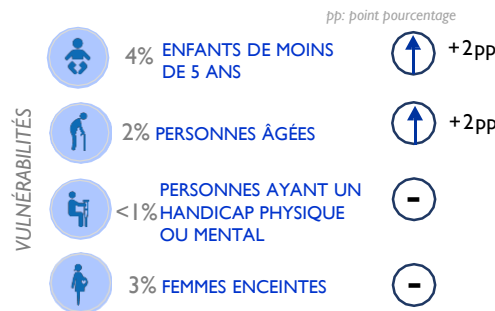 pp: point pourcentage
VULNÉRABILITÉS
4% ENFANTS DE MOINS
DE 5 ANS
+2pp
2% PERSONNES ÂGÉES
+2pp
<1% PERSONNES AYANT UN
HANDICAP PHYSIQUE
OU MENTAL
-
3% FEMMES ENCEINTES
-